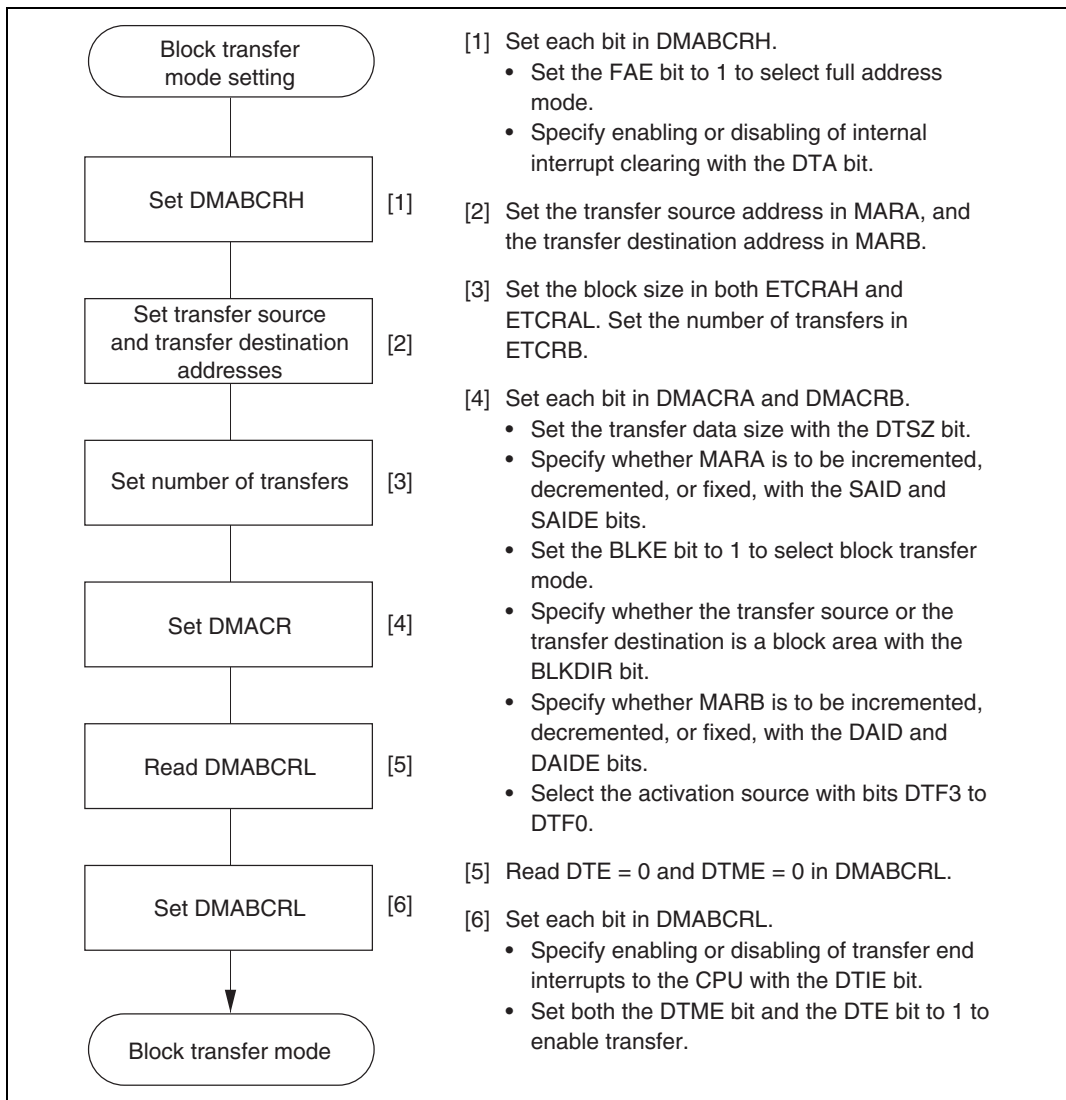 Block transfer
mode setting
Set DMABCRH
[1]
Set transfer source
and transfer destination
addresses
[2]
Set number of transfers
[3]
Set DMACR
[4]
Read DMABCRL
[5]
Set DMABCRL
[6]
Block transfer mode
[1] Set each bit in DMABCRH.
• Set the FAE bit to 1 to select full address
mode.
• Specify enabling or disabling of internal
interrupt clearing with the DTA bit.
[2] Set the transfer source address in MARA, and
the transfer destination address in MARB.
[3] Set the block size in both ETCRAH and
ETCRAL. Set the number of transfers in
ETCRB.
[4] Set each bit in DMACRA and DMACRB.
• Set the transfer data size with the DTSZ bit.
• Specify whether MARA is to be incremented,
decremented, or fixed, with the SAID and
SAIDE bits.
• Set the BLKE bit to 1 to select block transfer
mode.
• Specify whether the transfer source or the
transfer destination is a block area with the
BLKDIR bit.
• Specify whether MARB is to be incremented,
decremented, or fixed, with the DAID and
DAIDE bits.
• Select the activation source with bits DTF3 to
DTF0.
[5] Read DTE = 0 and DTME = 0 in DMABCRL.
[6] Set each bit in DMABCRL.
• Specify enabling or disabling of transfer end
interrupts to the CPU with the DTIE bit.
• Set both the DTME bit and the DTE bit to 1 to
enable transfer.